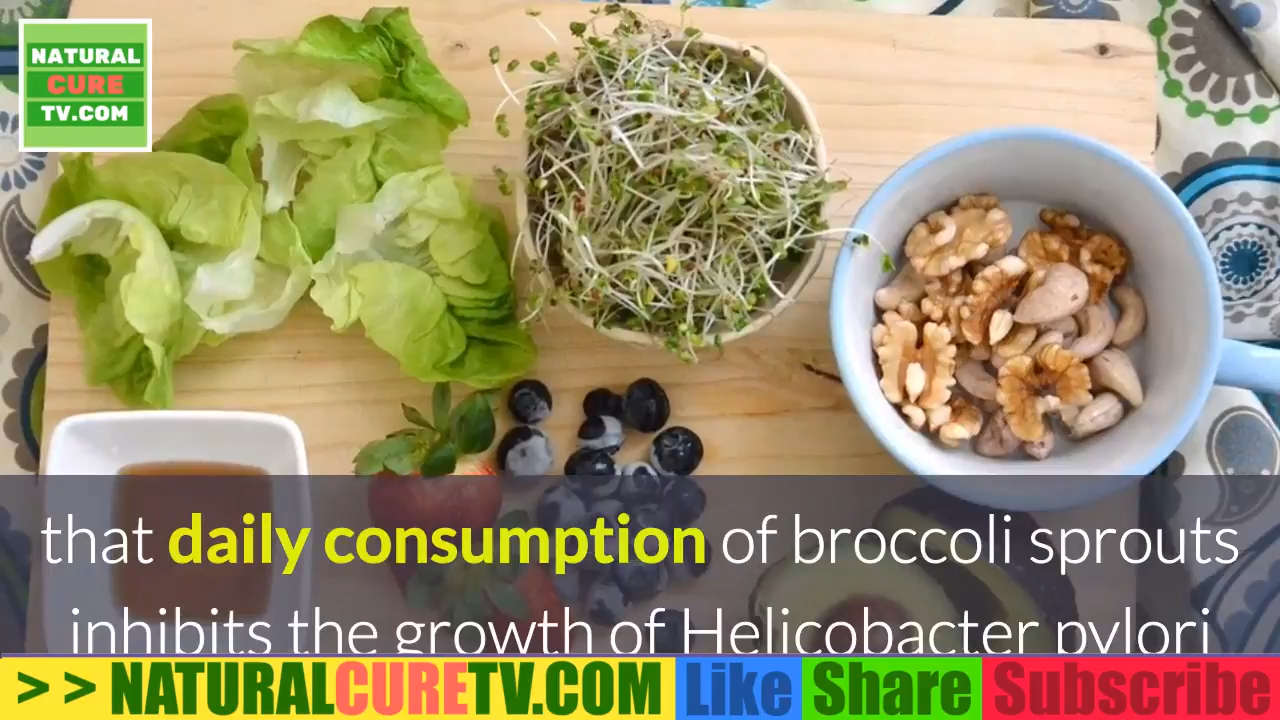 NATURAL
CURE
TV.COM
that daily consumption of broccoli sprouts
inhibits the growth of Helicobacter pylori
> > NATURALCURETV.COM Like Share Subscribe